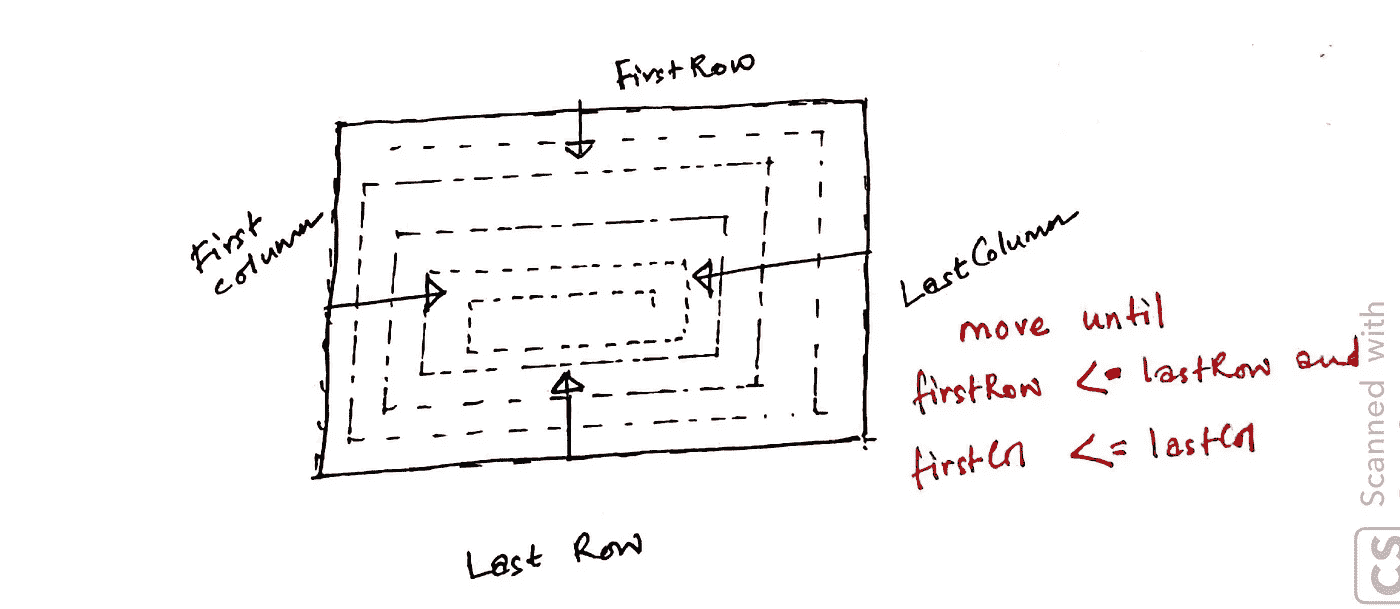 First Row
First
column
Last Column
move until
firstRow <= lastRow and
firstCol <= lastCol
Last Row
Scanned with
CS